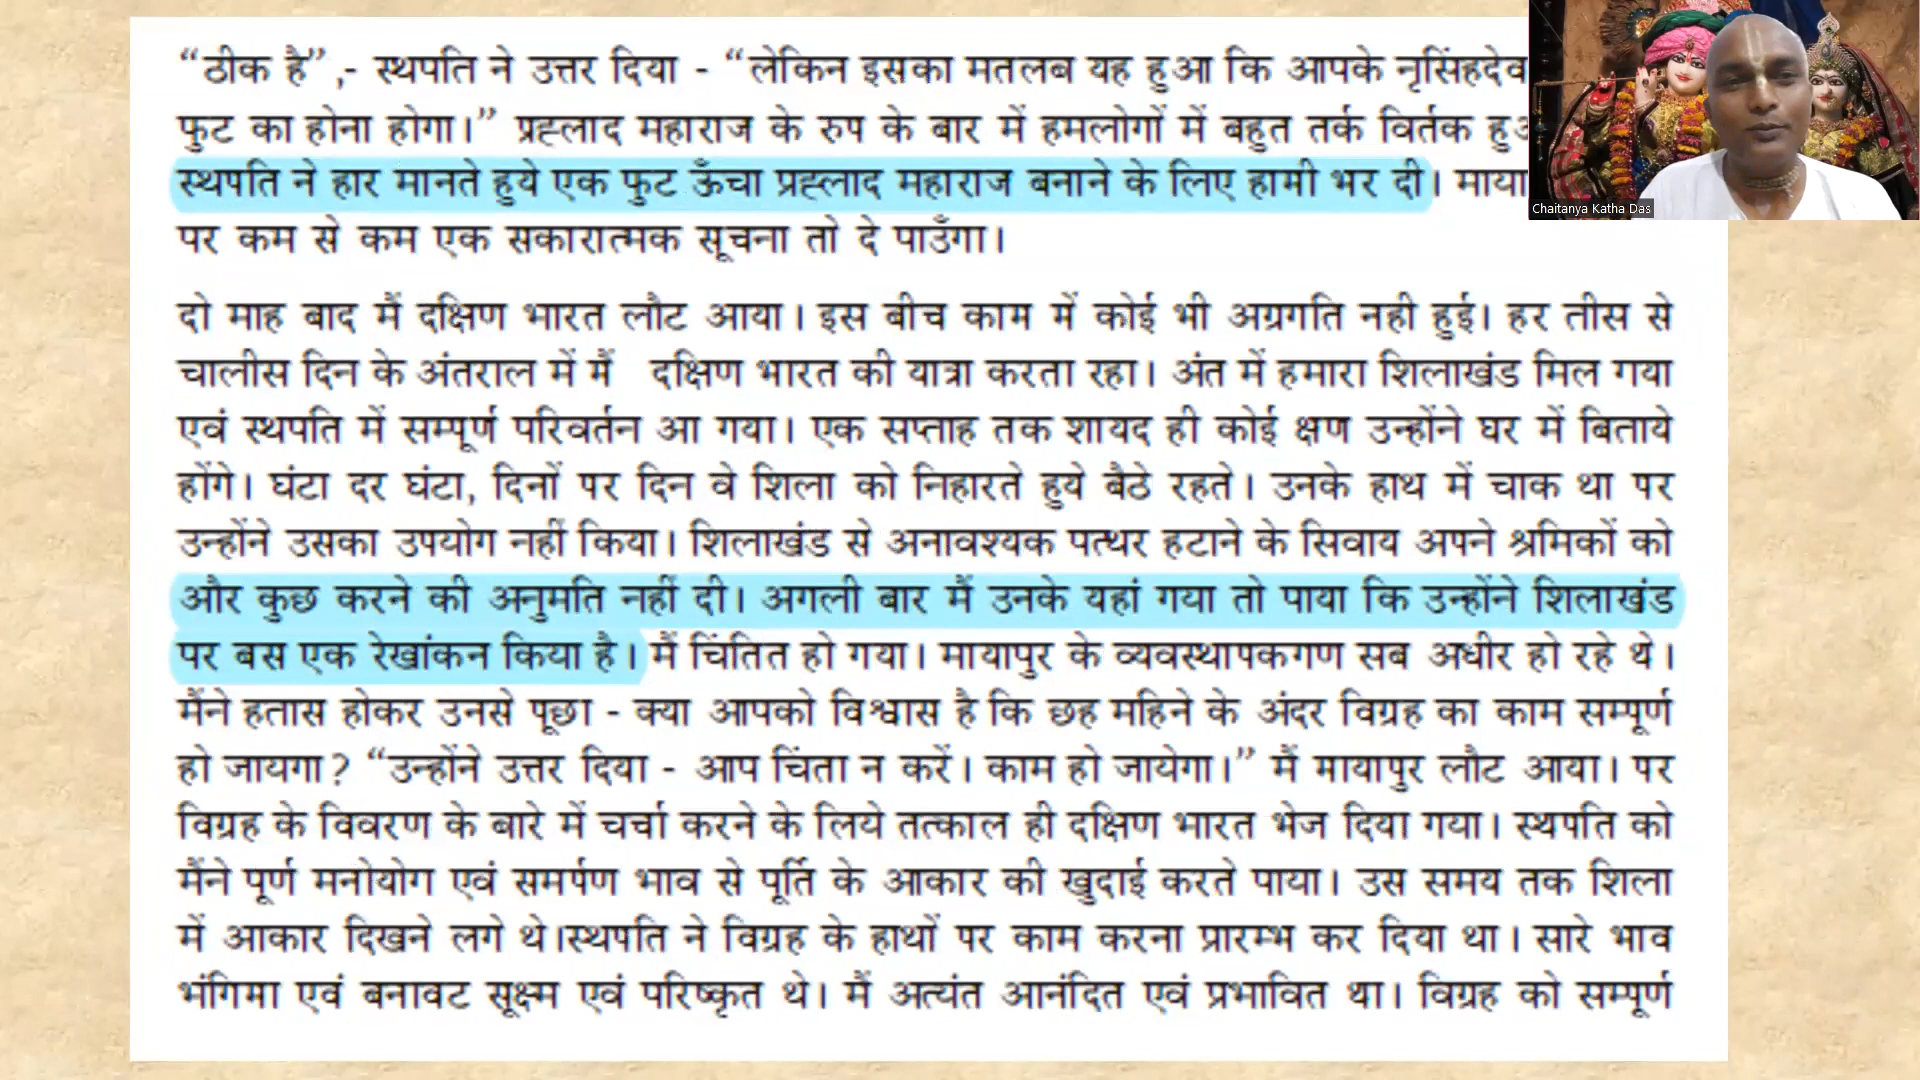 “ठीक है”,- स्थपति ने उत्तर दिया - “लेकिन इसका मतलब यह हुआ कि आपके नृसिंहदेव
फुट का होना होगा।” प्रह्लाद महाराज के रुप के बार में हमलोगों में बहुत तर्क विर्तक
स्थपति ने हार मानते हुये एक फुट ऊँचा प्रह्लाद महाराज बनाने के लिए हामी भर दी। माया
पर कम से कम एक सकारात्मक सूचना तो दे पाउँगा।
दो माह बाद मैं दक्षिण भारत लौट आया। इस बीच काम में कोई भी अग्रगति नही हुई। हर तीस से
चालीस दिन के अंतराल में मैं दक्षिण भारत की यात्रा करता रहा। अंत में हमारा शिलाखंड मिल गया
एवं स्थपति में सम्पूर्ण परिवर्तन आ गया। एक सप्ताह तक शायद ही कोई क्षण उन्होंने घर में बिताये
होंगे। घंटा दर घंटा, दिनों पर दिन वे शिला को निहारते हुये बैठे रहते। उनके हाथ में चाक था पर
उन्होंने उसका उपयोग नहीं किया। शिलाखंड से अनावश्यक पत्थर हटाने के सिवाय अपने श्रमिकों को
और कुछ करने की अनुमति नहीं दी। अगली बार मैं उनके यहां गया तो पाया कि उन्होंने शिलाखंड
पर बस एक रेखांकन किया है। मैं चिंतित हो गया। मायापुर के व्यवस्थापकगण सब अधीर हो रहे थे।
मैंने हतास होकर उनसे पूछा - क्या आपको विश्वास है कि छह महिने के अंदर विग्रह का काम सम्पूर्ण
हो जायगा? “उन्होंने उत्तर दिया - आप चिंता न करें। काम हो जायेगा।” मैं मायापुर लौट आया। पर
विग्रह के विवरण के बारे में चर्चा करने के लिये तत्काल ही दक्षिण भारत भेज दिया गया। स्थपति को
मैंने पूर्ण मनोयोग एवं समर्पण भाव से पूर्ति के आकार की खुदाई करते पाया। उस समय तक शिला
में आकार दिखने लगे थे।स्थपति ने विग्रह के हाथों पर काम करना प्रारम्भ कर दिया था। सारे भाव
भंगिमा एवं बनावट सूक्ष्म एवं परिष्कृत थे। मैं अत्यंत आनंदित एवं प्रभावित था। विग्रह को सम्पूर्ण
Chaitanya Katha Das